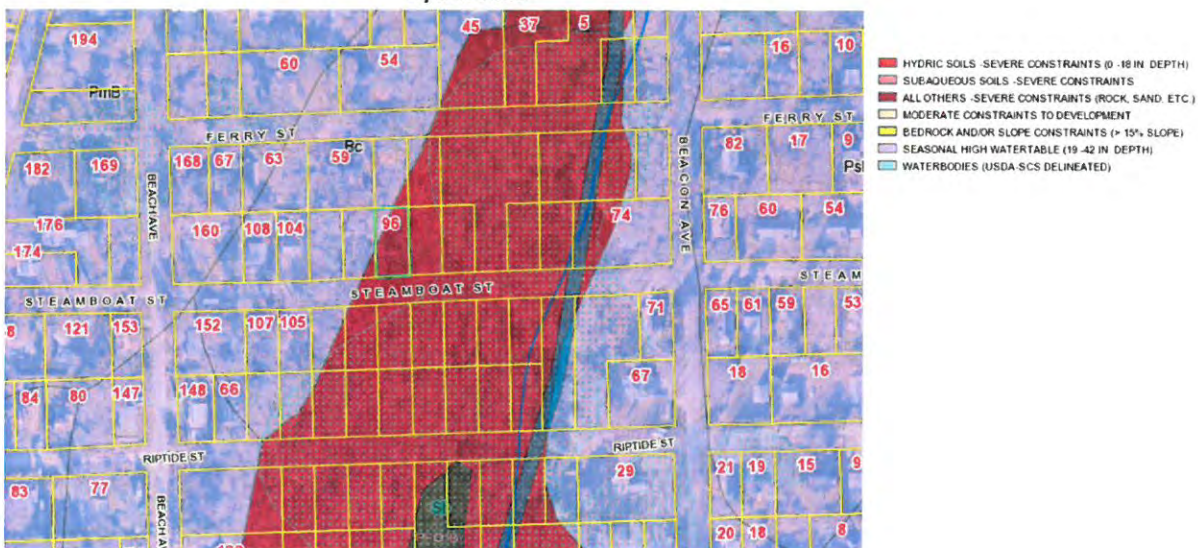 45 37 5
194 60 54 16 10
PmB
FERRY ST FERRY ST
Rc
182 169 168 67 63 59 82 17 9
BEACH AVE
BEACON AVE
176 160 108 104 96 74 76 60 54
174
STEAMBOAT ST STEAMBOAT ST STEAM
121 153 152 107 105 71 65 61 59 53
84 80 147 148 66 67 18 16
RIPTIDE ST RIPTIDE ST
83 77 29 21 19 15 9
20 18 8
HYDRIC SOILS -SEVERE CONSTRAINTS (0 -18 IN DEPTH)
SUBAQUEOUS SOILS -SEVERE CONSTRAINTS
ALL OTHERS -SEVERE CONSTRAINTS (ROCK, SAND, ETC.)
MODERATE CONSTRAINTS TO DEVELOPMENT
BEDROCK AND/OR SLOPE CONSTRAINTS (> 15% SLOPE)
SEASONAL HIGH WATERTABLE (19 -42 IN DEPTH)
WATERBODIES (USDA-SCS DELINEATED)